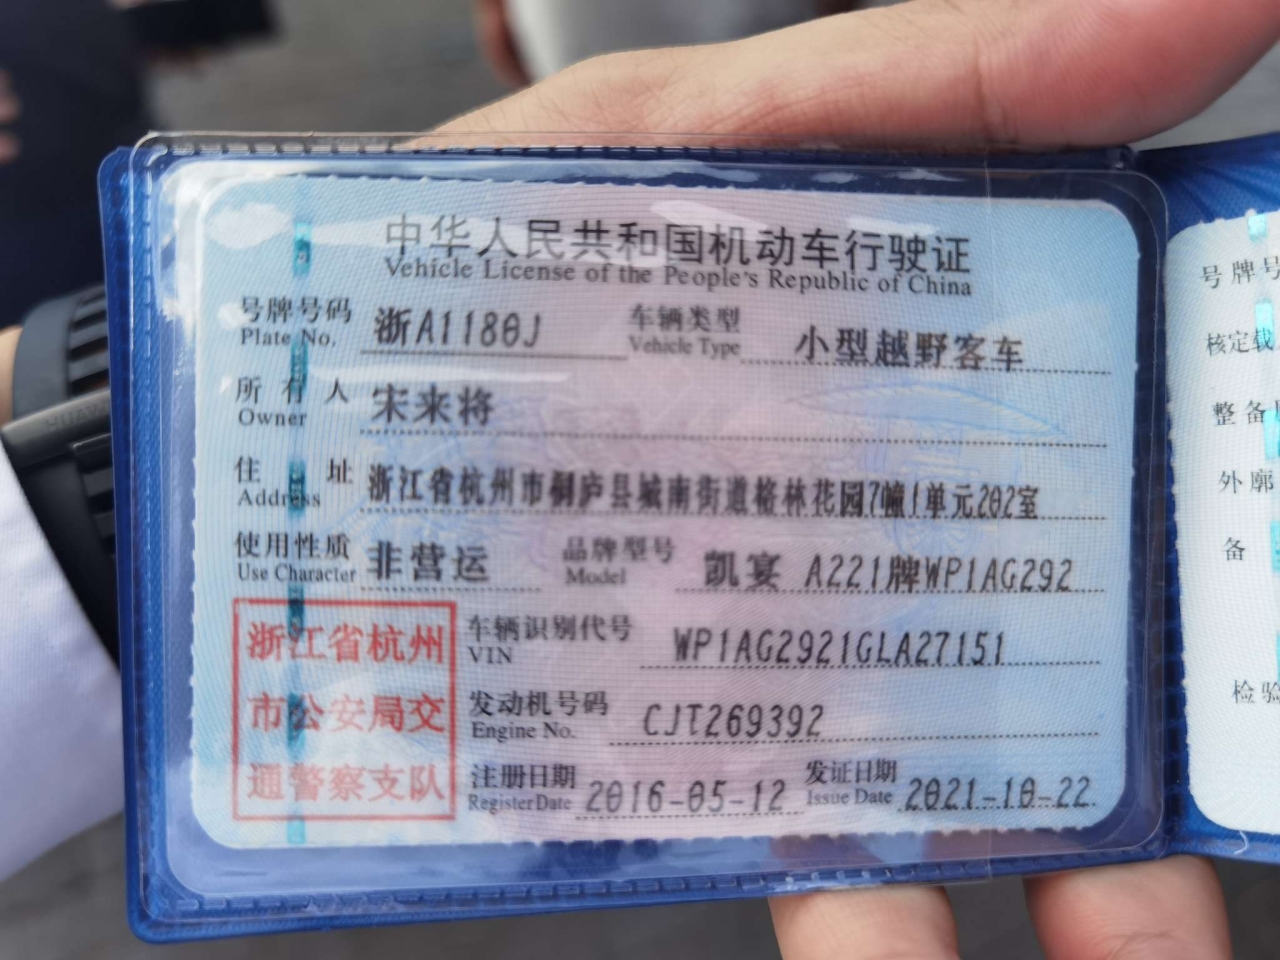 中华人民共和国机动车行驶证
Vehicle License of the People's Republic of China
号牌号码 浙A1180J 车辆类型 小型越野客车
Plate No. Vehicle Type
所有人 宋来将
Owner
住址 浙江省杭州市桐庐县城南街道格林花园7幢1单元202室
Address
使用性质 非营运 品牌型号 凯宴 A221牌WP1AG292
Use Character Model
浙江省杭州
市公安局交
通警察支队
车辆识别代号 WP1AG2921GLA27151
VIN
发动机号码 CJT269392
Engine No.
注册日期 2016-05-12 发证日期 2021-10-22
Register Date Issue Date
号牌号
核定载
整备
外廓
备
检验
HUAWEI